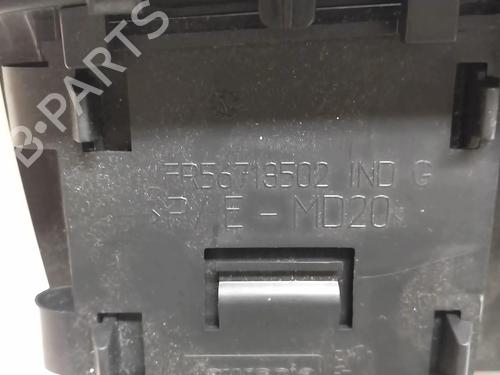 B·PARTS
FR56718502 IND G
>P/E-MD20<